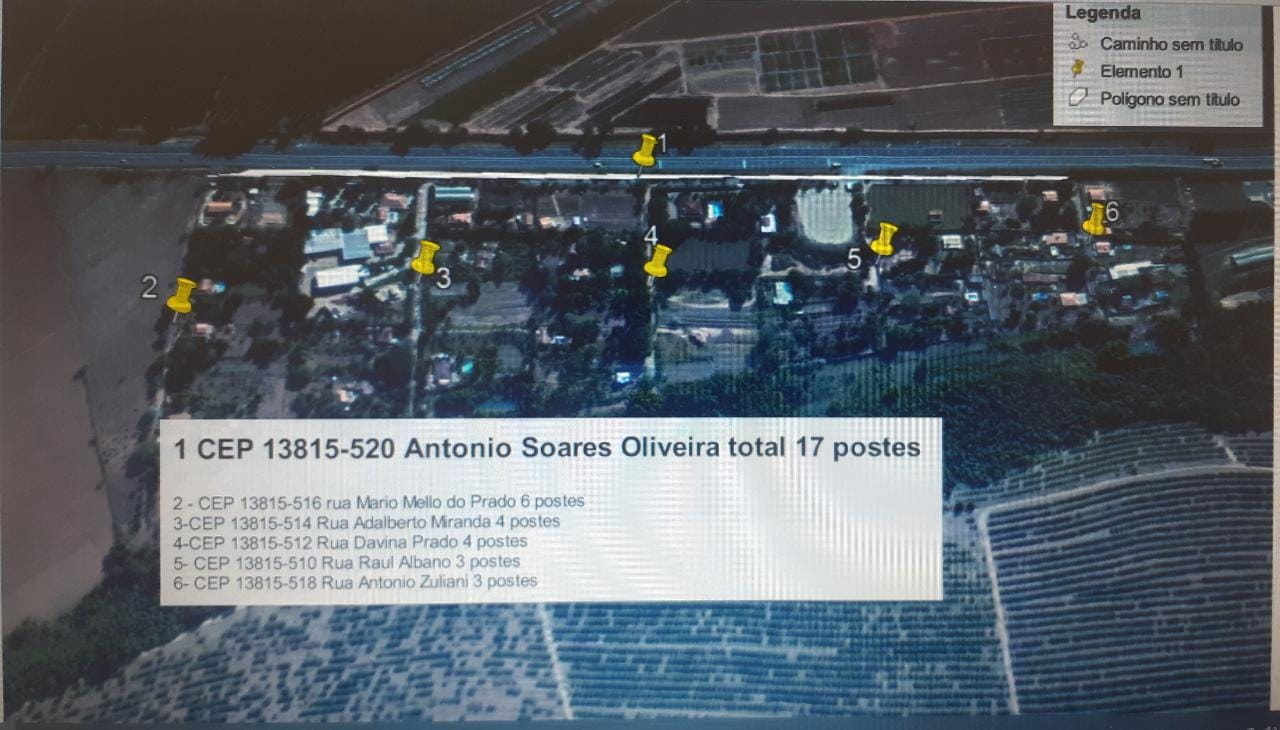 Legenda
Caminho sem título
Elemento 1
Polígono sem título
1
6
4
5
3
2
1 CEP 13815-520 Antonio Soares Oliveira total 17 postes
2 - CEP 13815-516 rua Mario Mello do Prado 6 postes
3-CEP 13815-514 Rua Adalberto Miranda 4 postes
4-CEP 13815-512 Rua Davina Prado 4 postes
5- CEP 13815-510 Rua Raul Albano 3 postes
6- CEP 13815-518 Rua Antonio Zuliani 3 postes